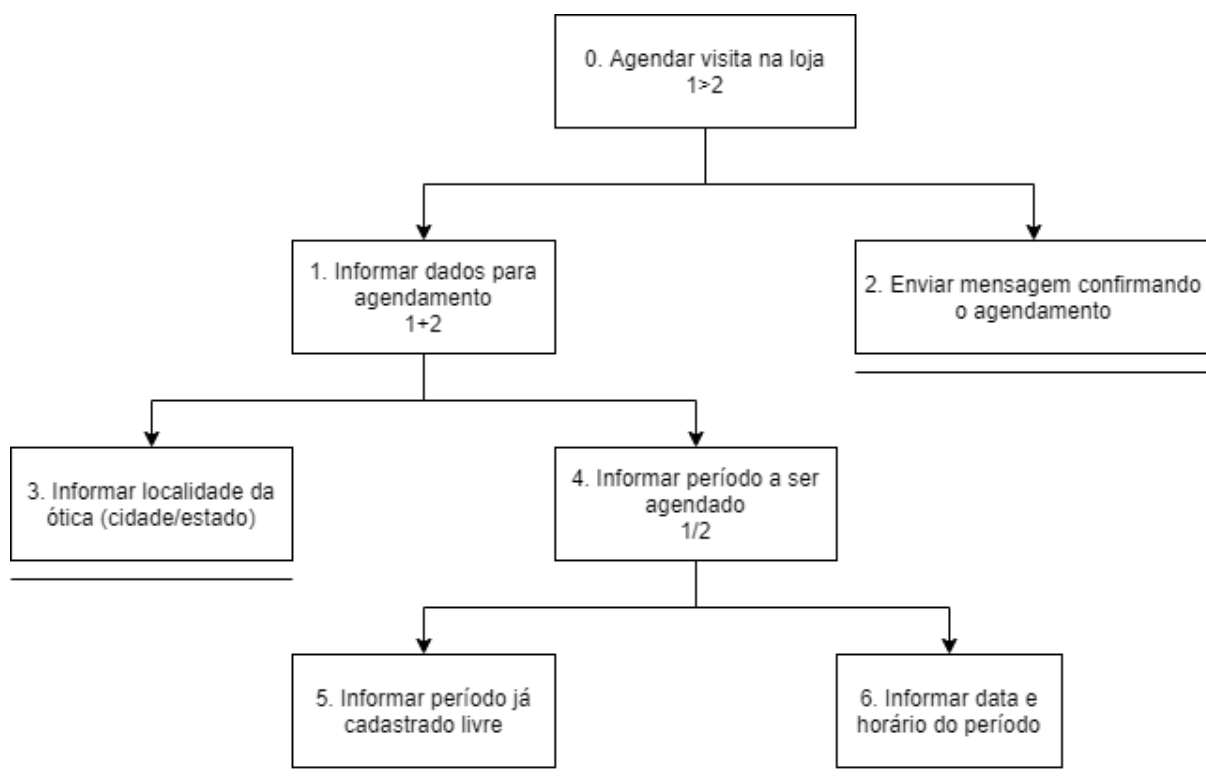 0. Agendar visita na loja
1>2
1. Informar dados para
agendamento
1+2
2. Enviar mensagem confirmando
o agendamento
3. Informar localidade da
ótica (cidade/estado)
4. Informar período a ser
agendado
1/2
5. Informar período já
cadastrado livre
6. Informar data e
horário do período